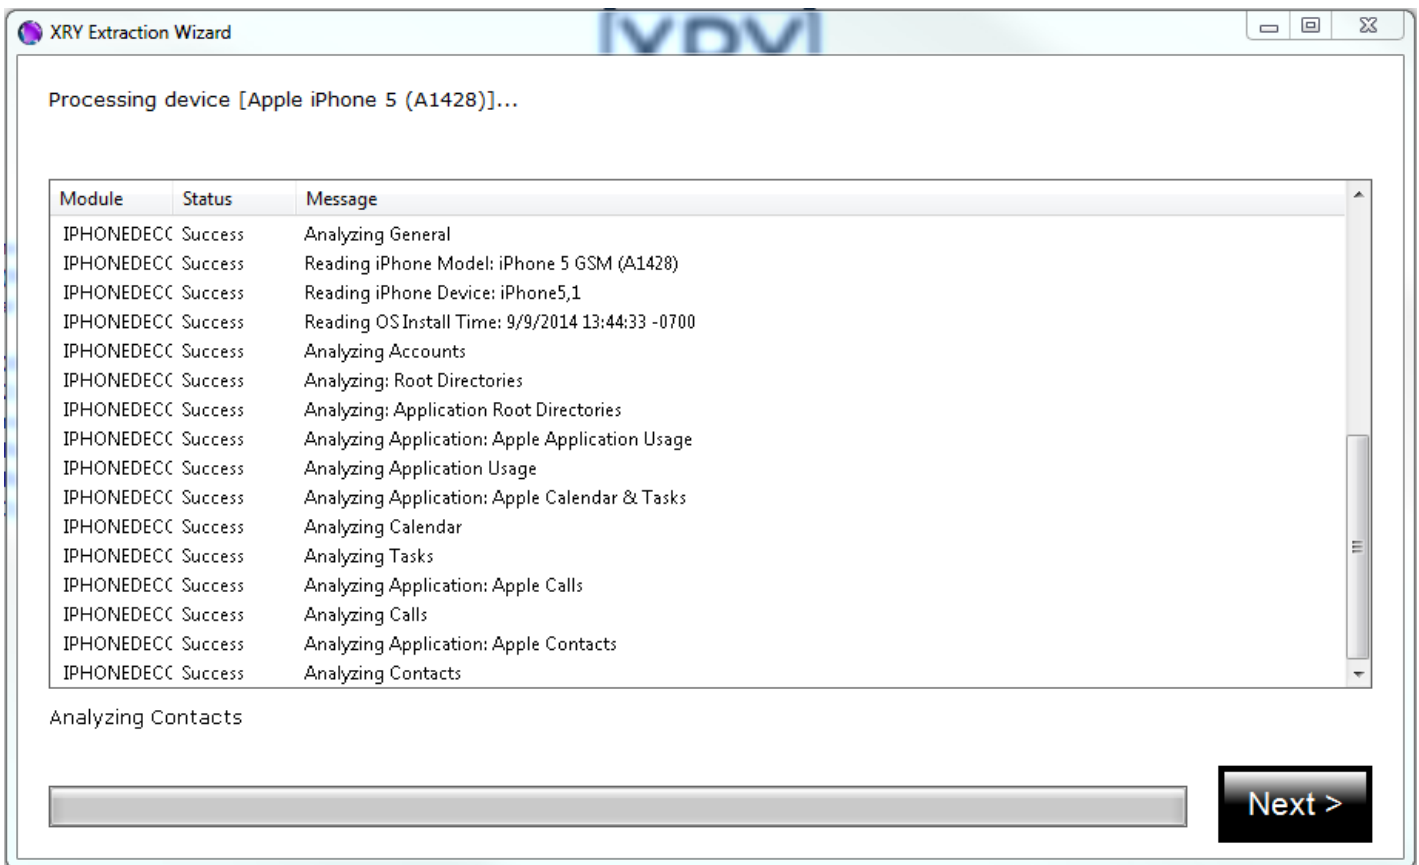 XRY Extraction Wizard
Processing device [Apple iPhone 5 (A1428)]...
Module Status Message
IPHONEDECC Success Analyzing General
IPHONEDECC Success Reading iPhone Model: iPhone 5 GSM (A1428)
IPHONEDECC Success Reading iPhone Device: iPhone5,1
IPHONEDECC Success Reading OS Install Time: 9/9/2014 13:44:33 -0700
IPHONEDECC Success Analyzing Accounts
IPHONEDECC Success Analyzing: Root Directories
IPHONEDECC Success Analyzing: Application Root Directories
IPHONEDECC Success Analyzing Application: Apple Application Usage
IPHONEDECC Success Analyzing Application Usage
IPHONEDECC Success Analyzing Application: Apple Calendar & Tasks
IPHONEDECC Success Analyzing Calendar
IPHONEDECC Success Analyzing Tasks
IPHONEDECC Success Analyzing Application: Apple Calls
IPHONEDECC Success Analyzing Calls
IPHONEDECC Success Analyzing Application: Apple Contacts
IPHONEDECC Success Analyzing Contacts
Analyzing Contacts
Next >